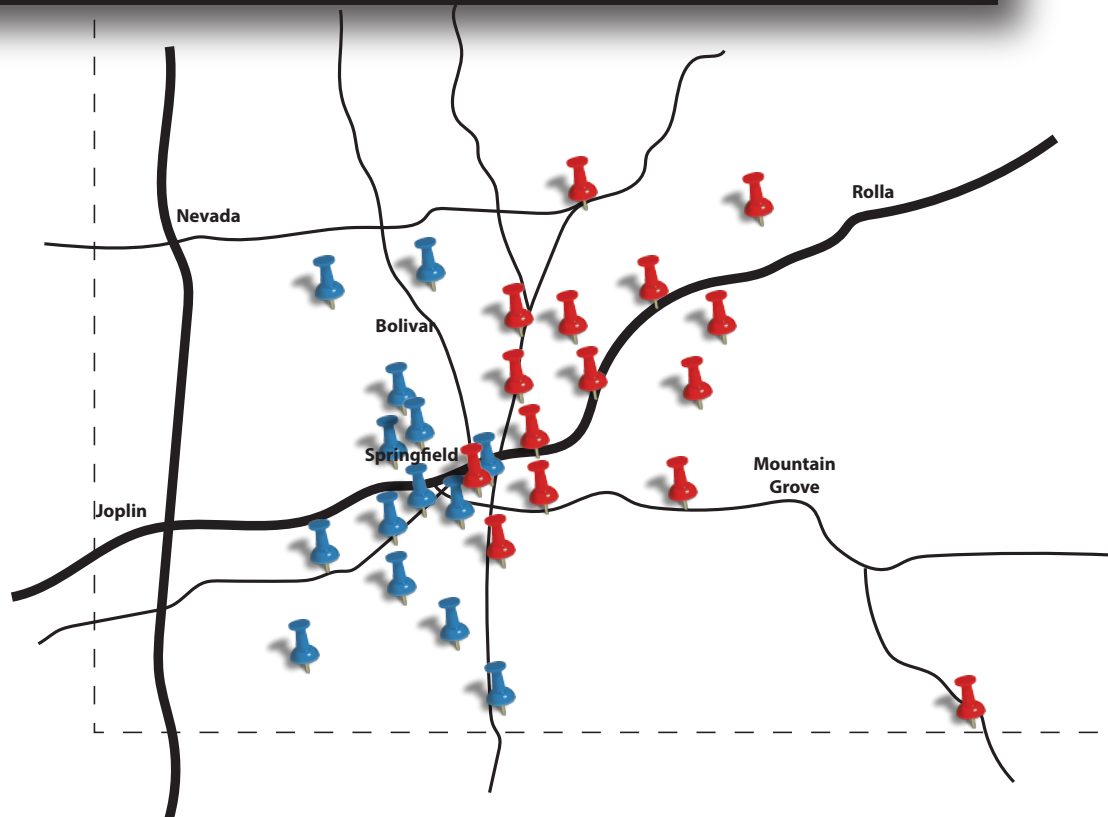 Rolla
Nevada
Bolivar
Springfield
Mountain
Grove
Joplin